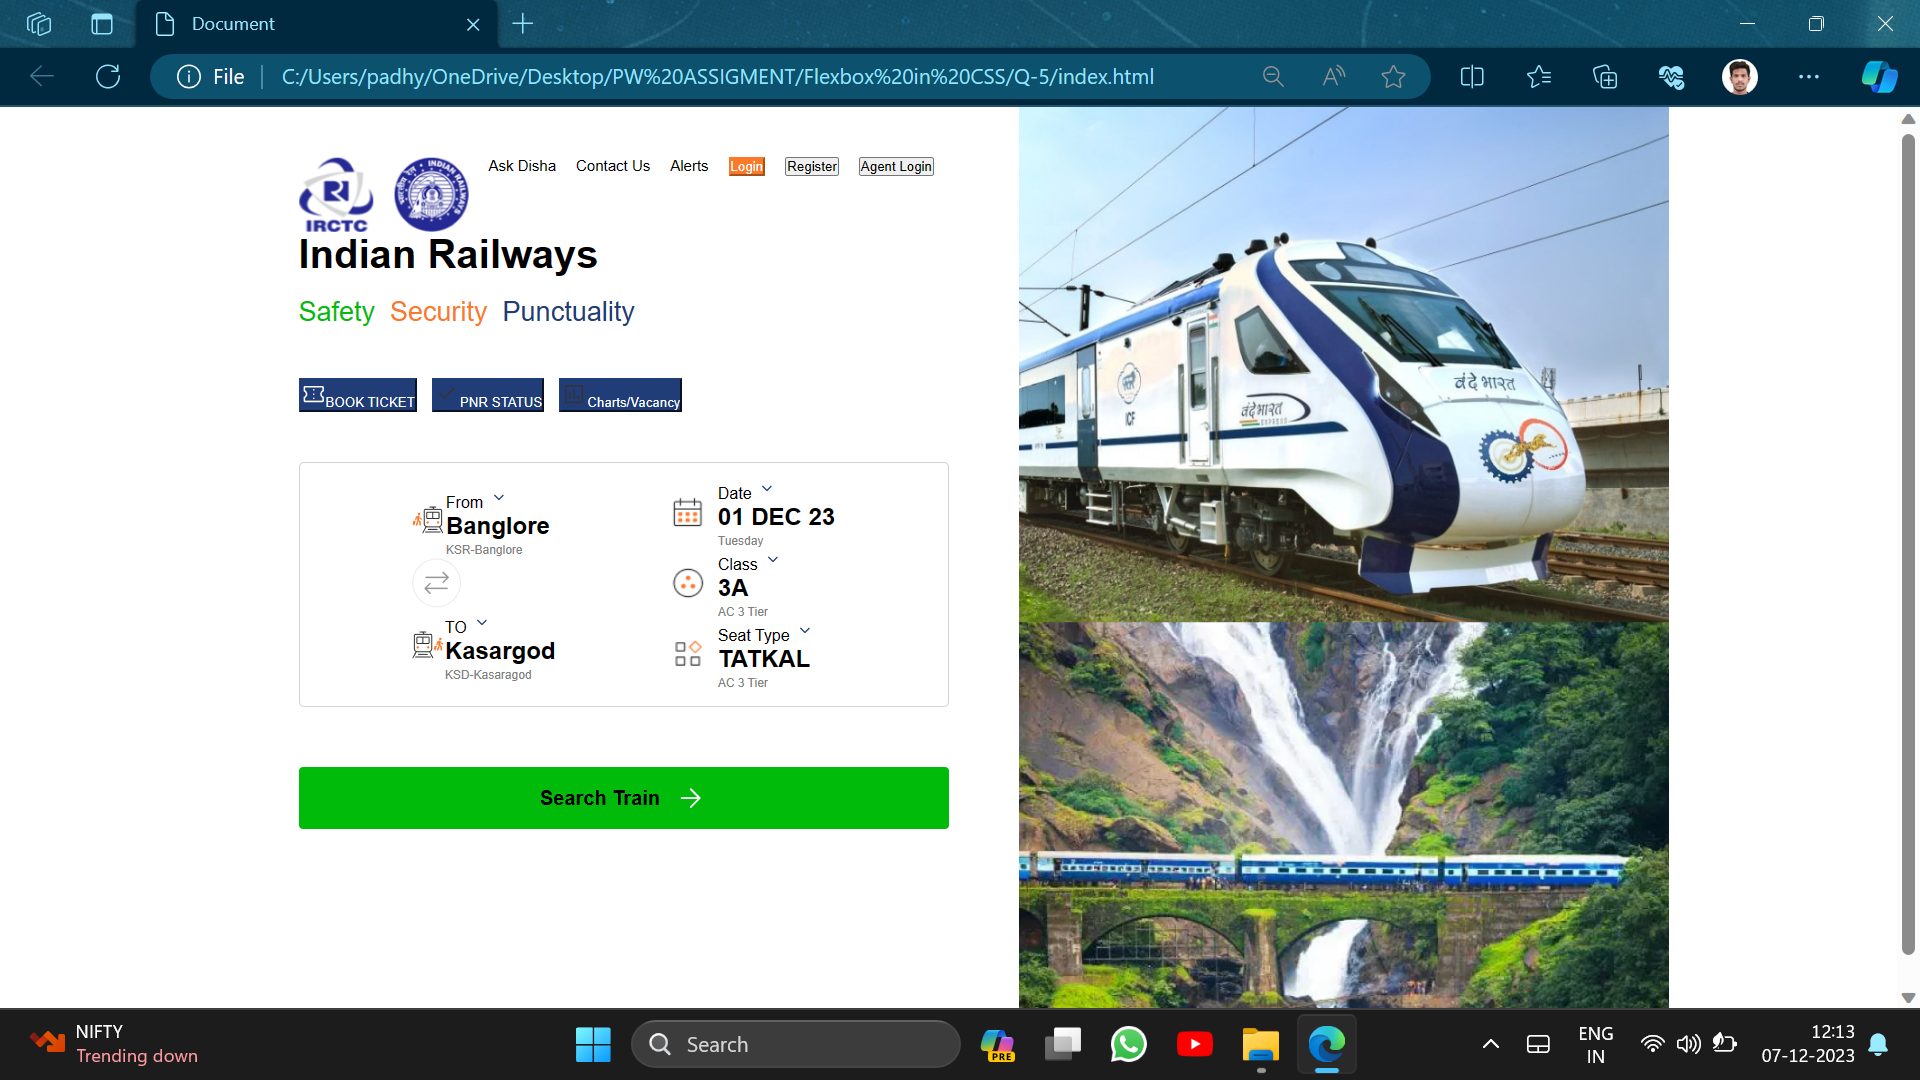 Document
File
C:/Users/padhy/OneDrive/Desktop/PW%20ASSIGMENT/Flexbox%20in%20CSS/Q-5/index.html
IRCTC
INDIAN RAILWAYS
Ask Disha Contact Us Alerts Login Register Agent Login
Indian Railways
Safety Security Punctuality
BOOK TICKET PNR STATUS Charts/Vacancy
From
Banglore
KSR-Banglore
TO
Kasargod
KSD-Kasaragod
Date
01 DEC 23
Tuesday
Class
3A
AC 3 Tier
Seat Type
TATKAL
AC 3 Tier
Search Train
वंदे भारत
वंदे भारत
EXPRESS
ICF
NIFTY
Trending down
Search
PRE
ENG
IN
12:13
07-12-2023